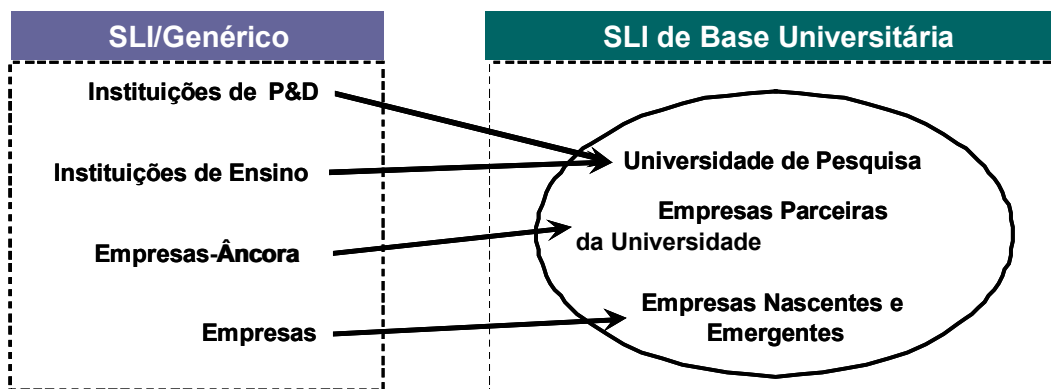 SLI/Genérico
Instituições de P&D
Instituições de Ensino
Empresas-Âncora
Empresas
SLI de Base Universitária
Universidade de Pesquisa
Empresas Parceiras
da Universidade
Empresas Nascentes e
Emergentes